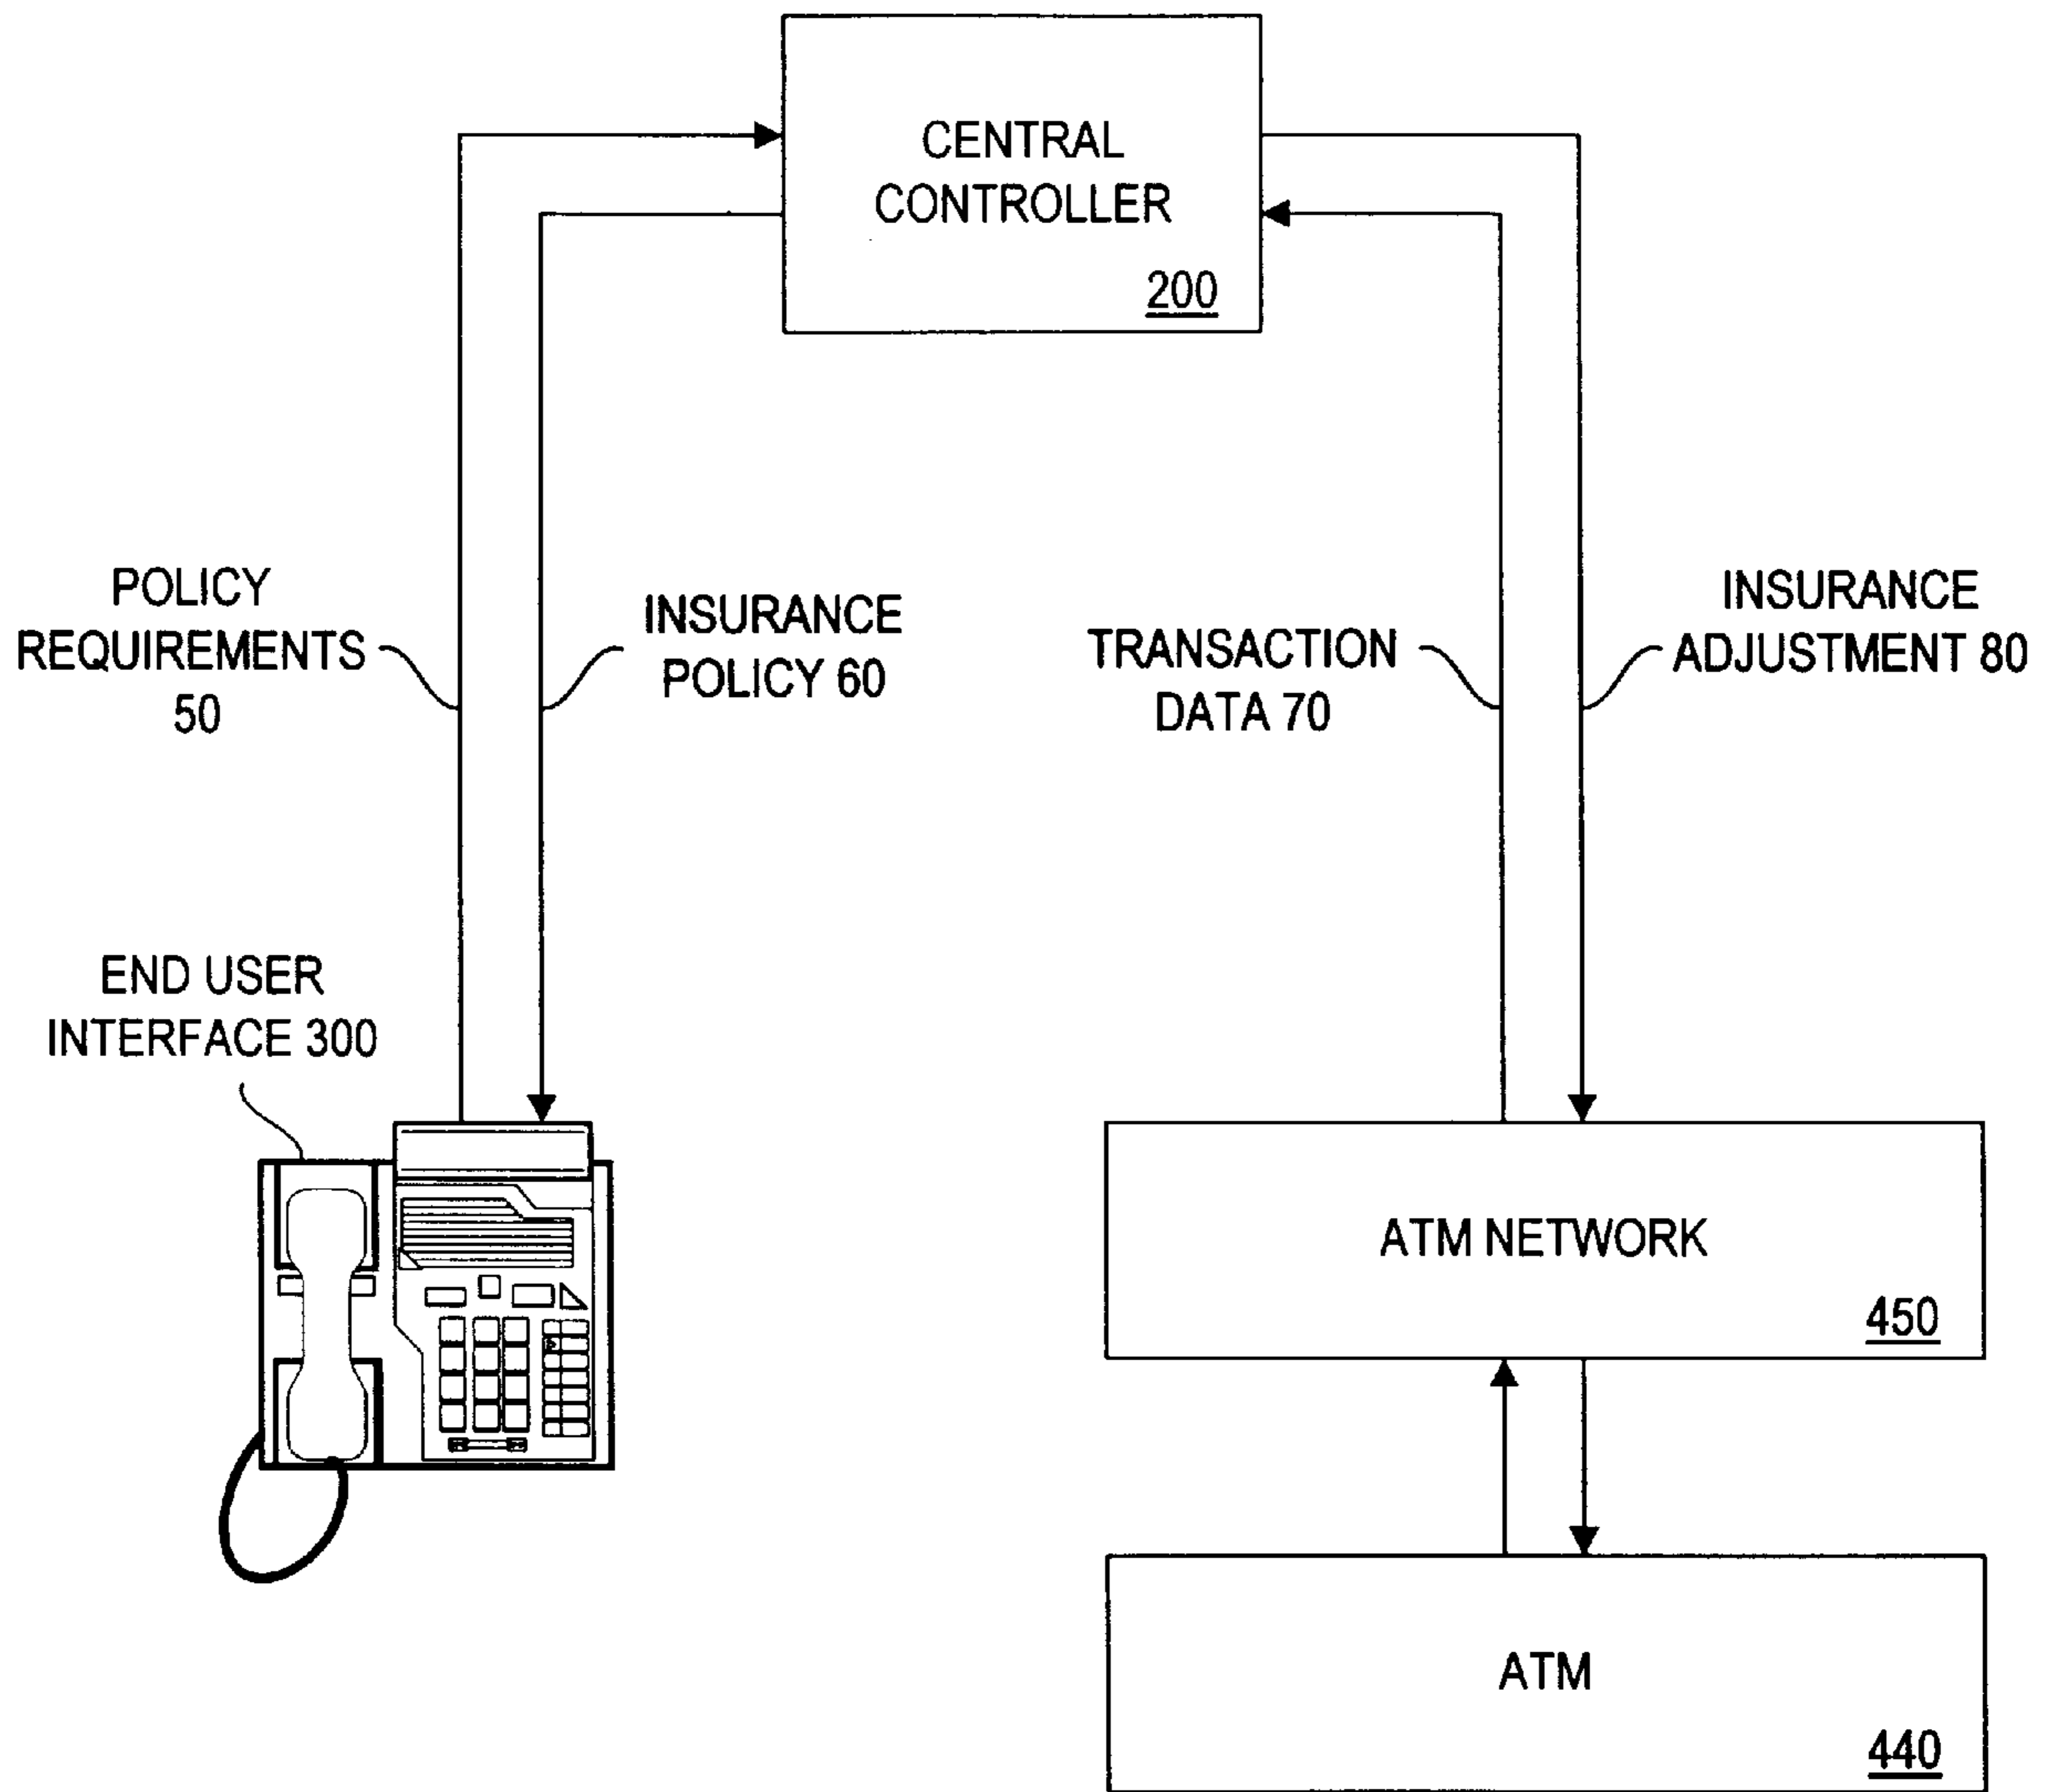 CENTRAL
CONTROLLER
200
POLICY
REQUIREMENTS
50
INSURANCE
POLICY 60
TRANSACTION
DATA 70
INSURANCE
ADJUSTMENT 80
END USER
INTERFACE 300
ATM NETWORK
450
ATM
440